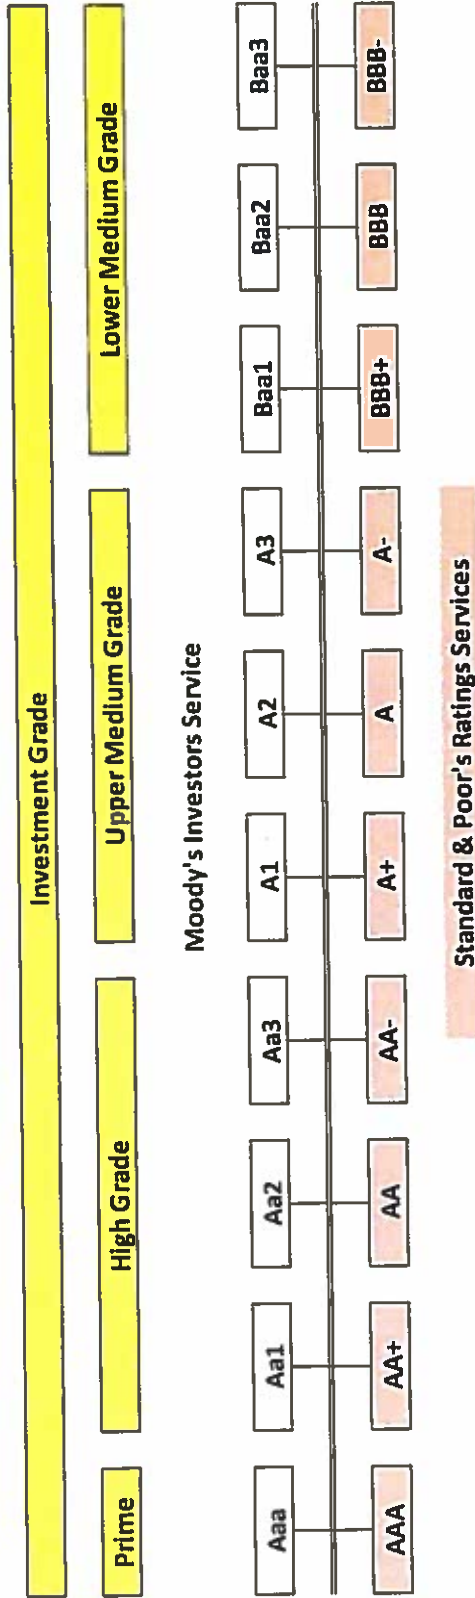 Investment Grade
Prime
High Grade
Upper Medium Grade
Lower Medium Grade
Moody's Investors Service
Aaa
Aa1
Aa2
Aa3
A1
A2
A3
Baa1
Baa2
Baa3
AAA
AA+
AA
AA-
A+
A
A-
BBB+
BBB
BBB-
Standard & Poor's Ratings Services